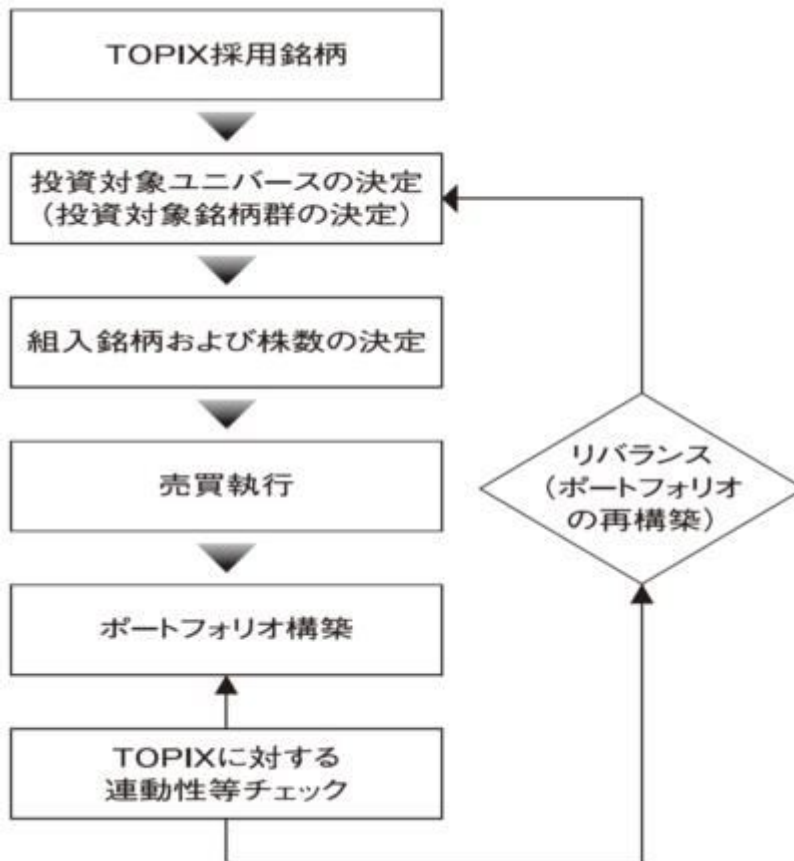 TOPIX採用銘柄
投資対象ユニバースの決定
(投資対象銘柄群の決定)
組入銘柄および株数の決定
売買執行
ポートフォリオ構築
TOPIXに対する
連動性等チェック
リバランス
(ポートフォリオ
の再構築)